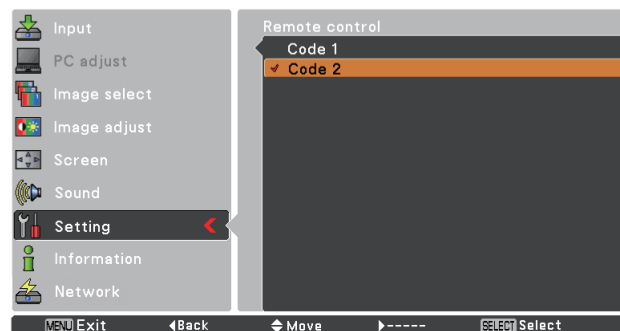 Input
PC adjust
Image select
Image adjust
Screen
Sound
Setting
Information
Network
Remote control
Code 1
Code 2
MENU Exit Back Move ----- SELECT Select